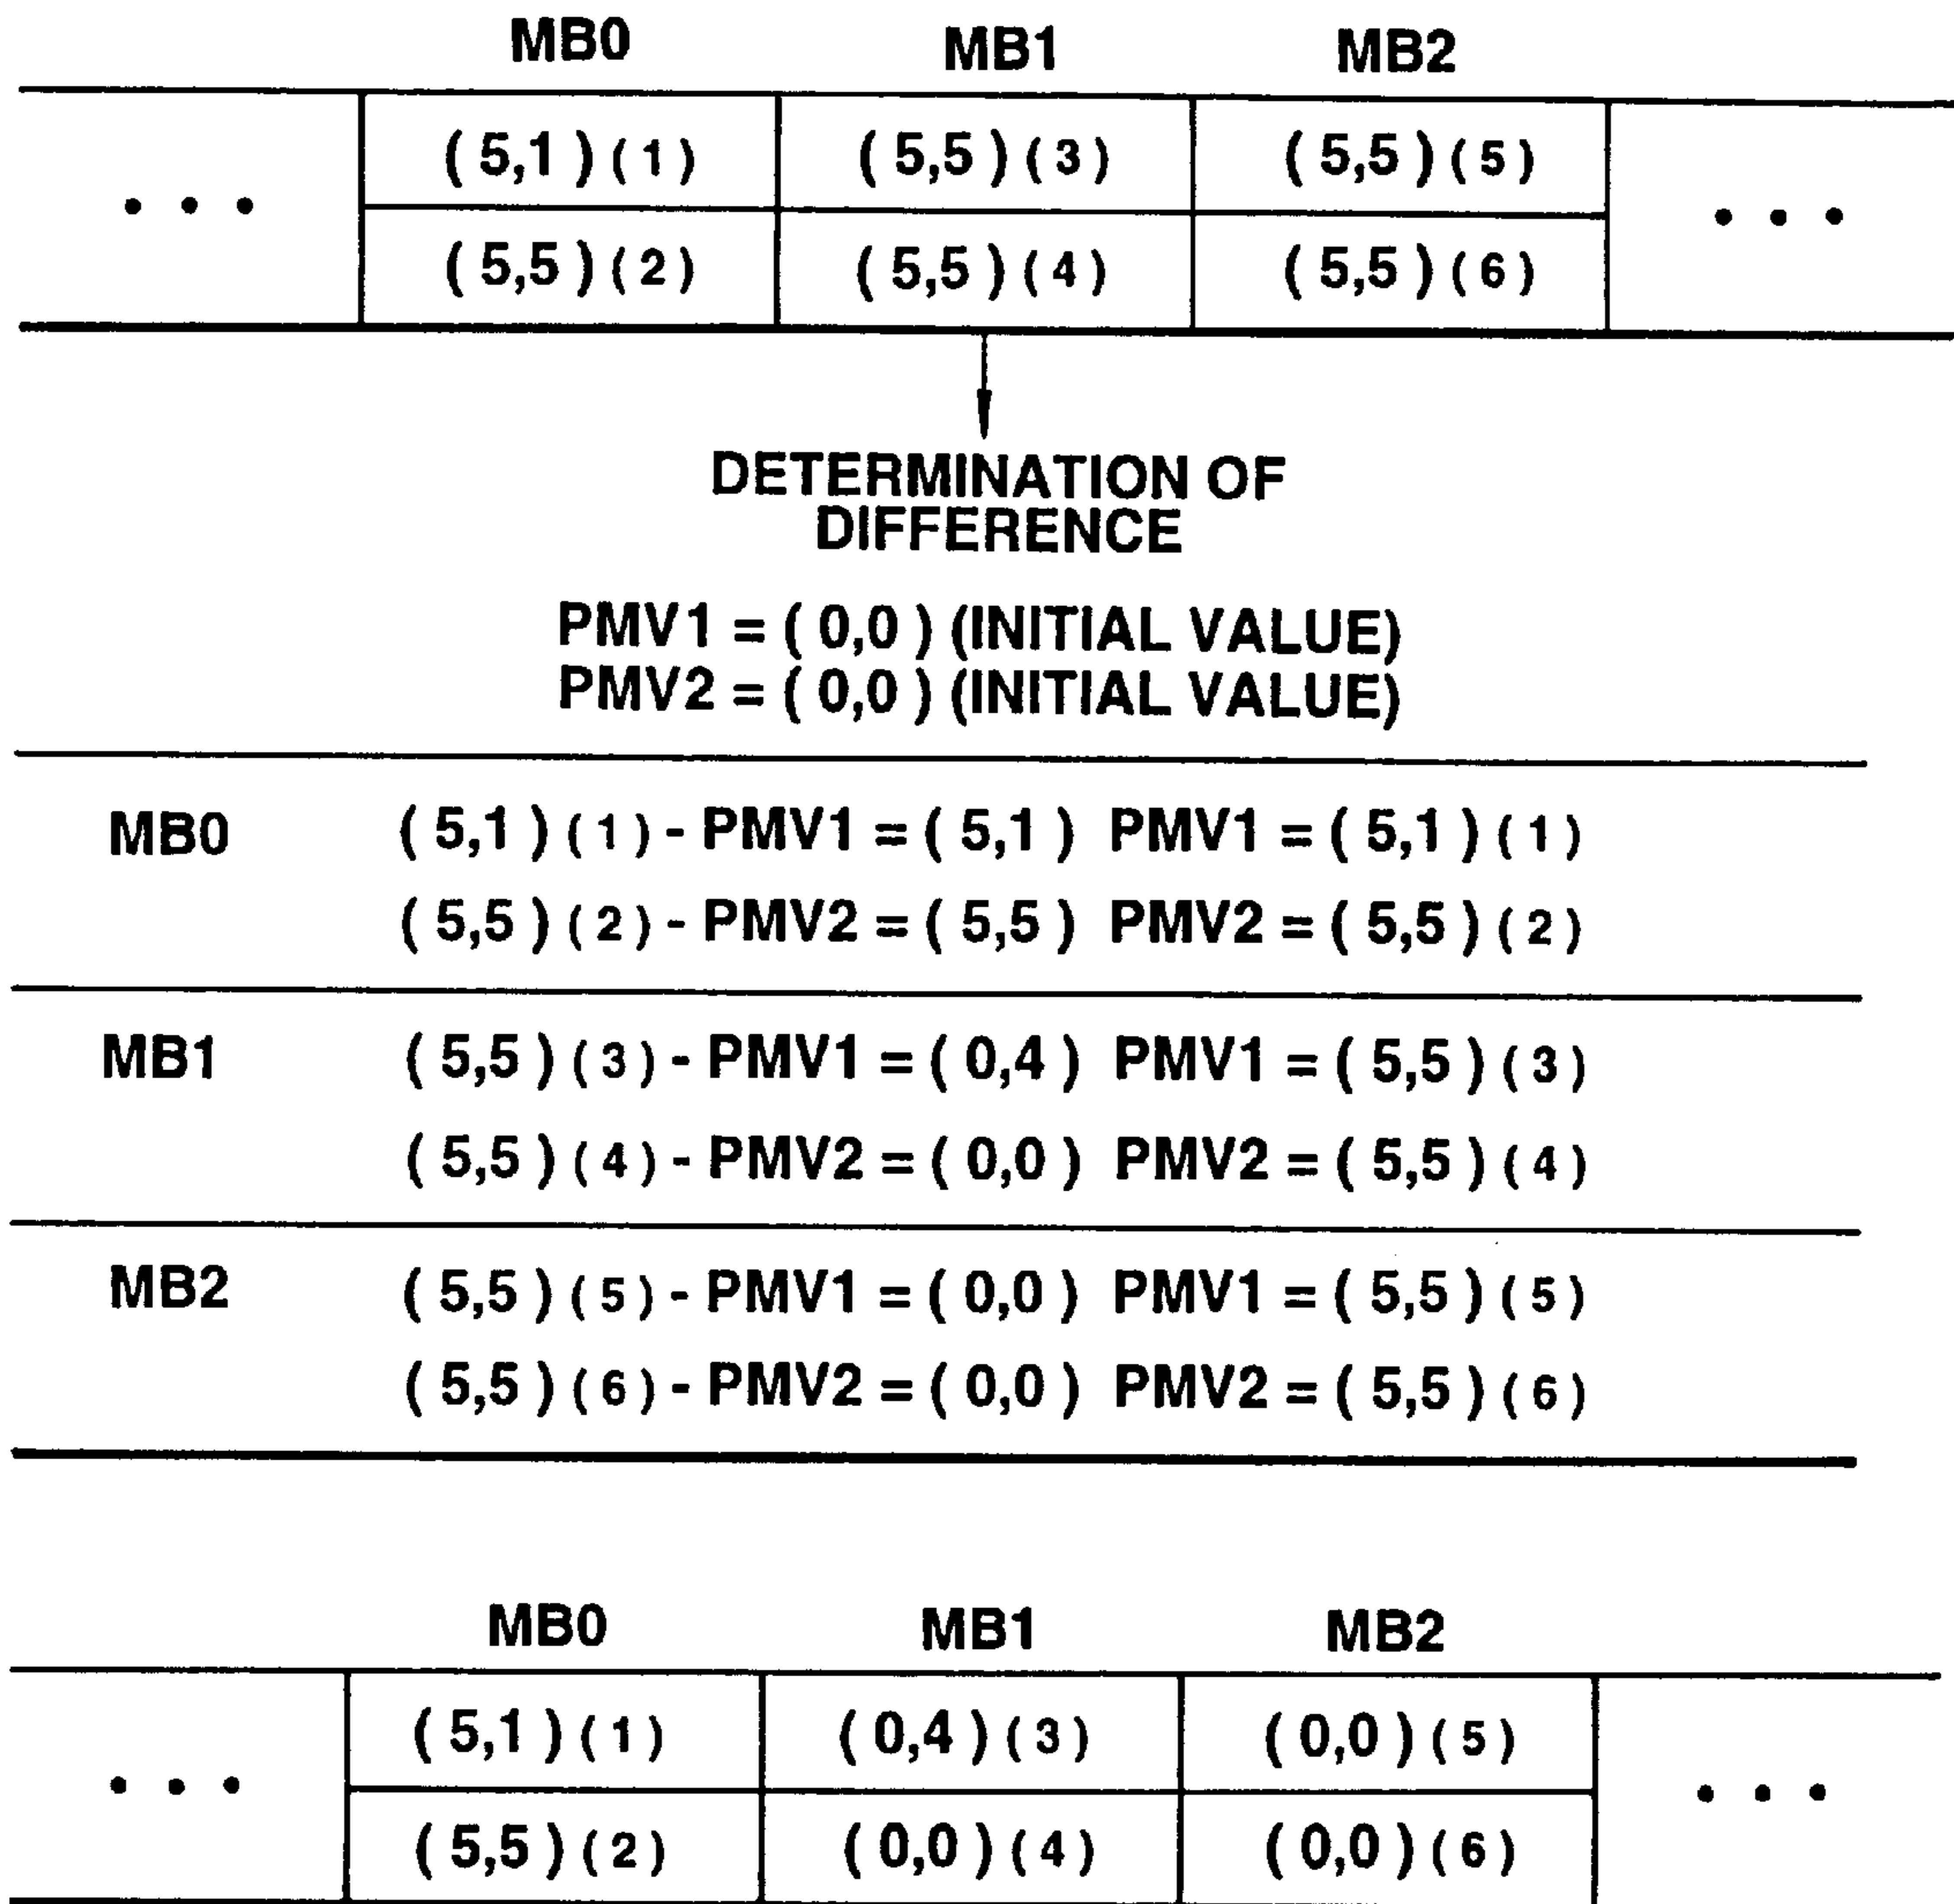 MB0 MB1 MB2
(5,1)(1) (5,5)(3) (5,5)(5)
... ...
(5,5)(2) (5,5)(4) (5,5)(6)
DETERMINATION OF
DIFFERENCE
PMV1 = (0,0) (INITIAL VALUE)
PMV2 = (0,0) (INITIAL VALUE)
MB0 (5,1)(1) - PMV1 = (5,1) PMV1 = (5,1)(1)
(5,5)(2) - PMV2 = (5,5) PMV2 = (5,5)(2)
MB1 (5,5)(3) - PMV1 = (0,4) PMV1 = (5,5)(3)
(5,5)(4) - PMV2 = (0,0) PMV2 = (5,5)(4)
MB2 (5,5)(5) - PMV1 = (0,0) PMV1 = (5,5)(5)
(5,5)(6) - PMV2 = (0,0) PMV2 = (5,5)(6)
MB0 MB1 MB2
(5,1)(1) (0,4)(3) (0,0)(5)
... ...
(5,5)(2) (0,0)(4) (0,0)(6)